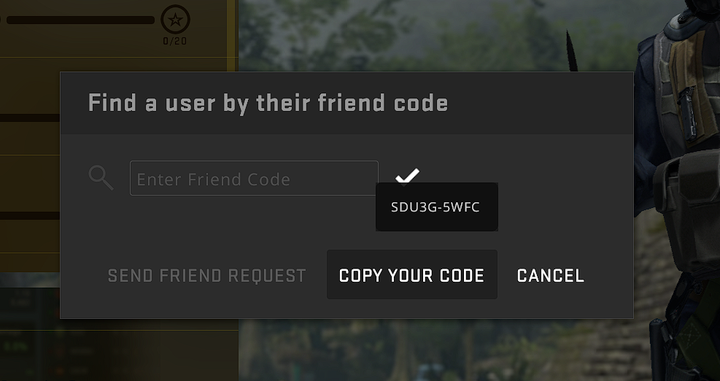 0/20
Find a user by their friend code
Enter Friend Code
SDU3G-5WFC
SEND FRIEND REQUEST
COPY YOUR CODE
CANCEL